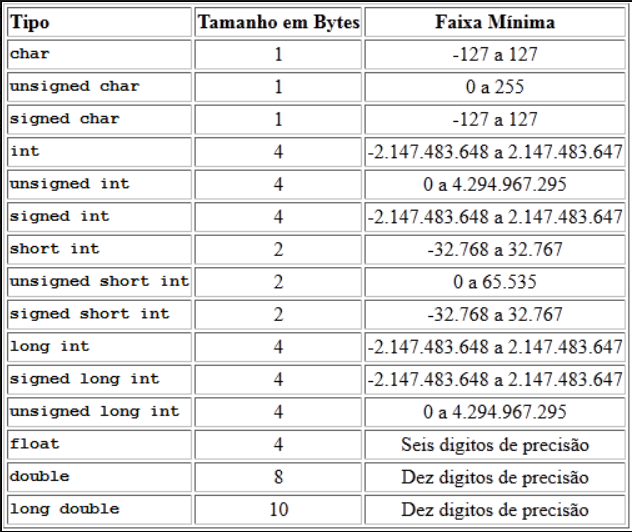 Tipo Tamanho em Bytes Faixa Mínima
char 1 -127 a 127
unsigned char 1 0 a 255
signed char 1 -127 a 127
int 4 -2.147.483.648 a 2.147.483.647
unsigned int 4 0 a 4.294.967.295
signed int 4 -2.147.483.648 a 2.147.483.647
short int 2 -32.768 a 32.767
unsigned short int 2 0 a 65.535
signed short int 2 -32.768 a 32.767
long int 4 -2.147.483.648 a 2.147.483.647
signed long int 4 -2.147.483.648 a 2.147.483.647
unsigned long int 4 0 a 4.294.967.295
float 4 Seis digitos de precisão
double 8 Dez digitos de precisão
long double 10 Dez digitos de precisão